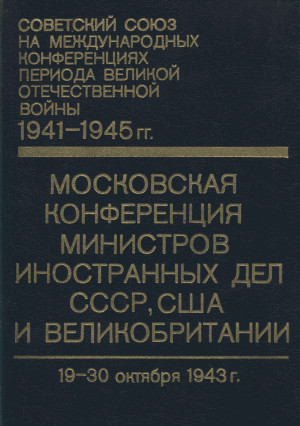 СОВЕТСКИЙ СОЮЗ
НА МЕЖДУНАРОДНЫХ
КОНФЕРЕНЦИЯХ
ПЕРИОДА ВЕЛИКОЙ
ОТЕЧЕСТВЕННОЙ
ВОЙНЫ
1941–1945 гг.
МОСКОВСКАЯ
КОНФЕРЕНЦИЯ
МИНИСТРОВ
ИНОСТРАННЫХ ДЕЛ
СССР, США
И ВЕЛИКОБРИТАНИИ
19–30 октября 1943 г.